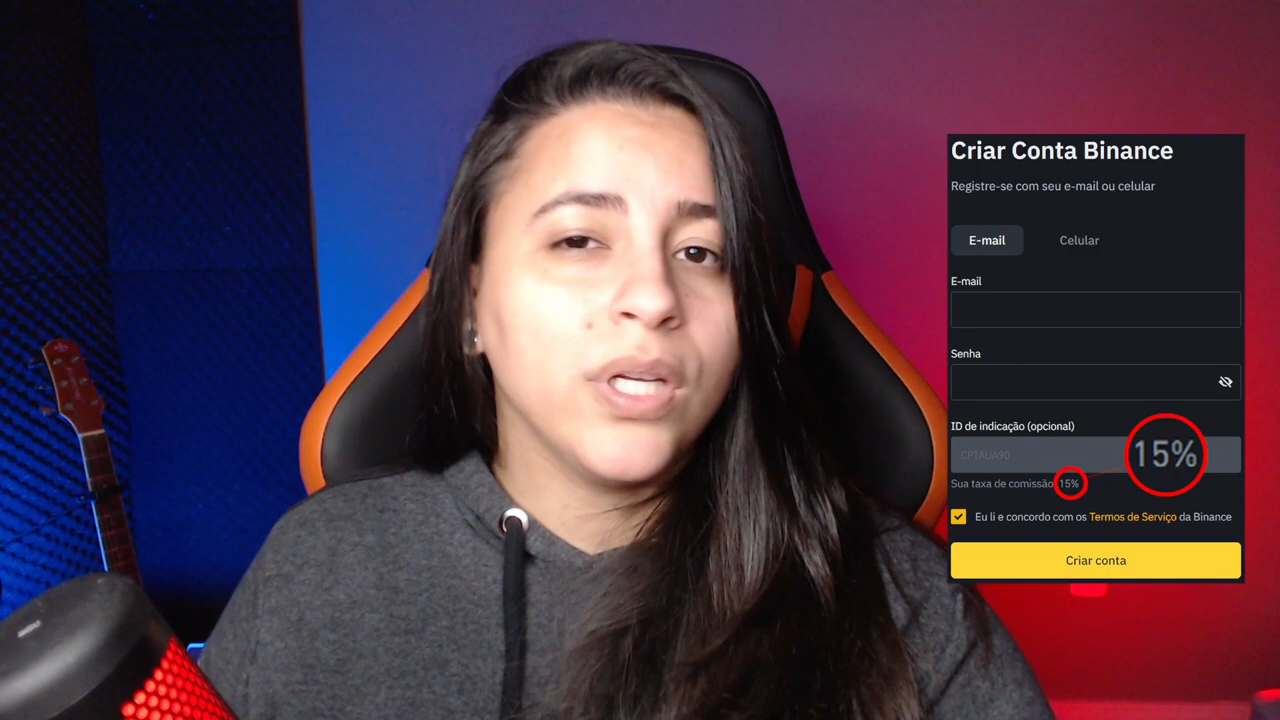 Criar Conta Binance
Registre-se com seu e-mail ou celular
E-mail
Celular
E-mail
Senha
ID de indicação (opcional)
CPTAUA90
15%
Sua taxa de comissão 15%
Eu li e concordo com os Termos de Serviço da Binance
Criar conta